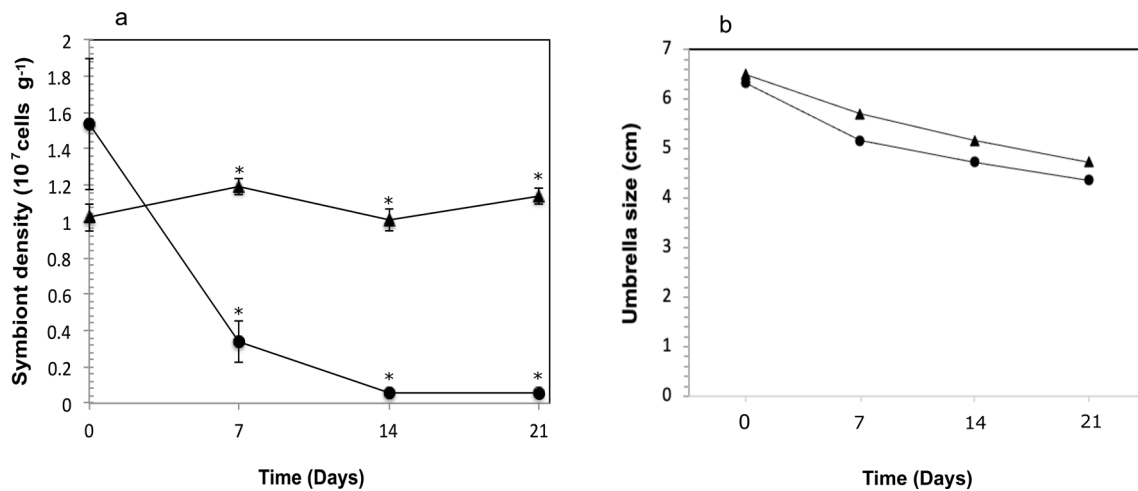 a
Symbiont density (10⁷cells g⁻¹)
2
1.8
1.6
1.4
1.2
1
0.8
0.6
0.4
0.2
0
* * *
* * *
0 7 14 21
Time (Days)
b
Umbrella size (cm)
7
6
5
4
3
2
1
0
0 7 14 21
Time (Days)